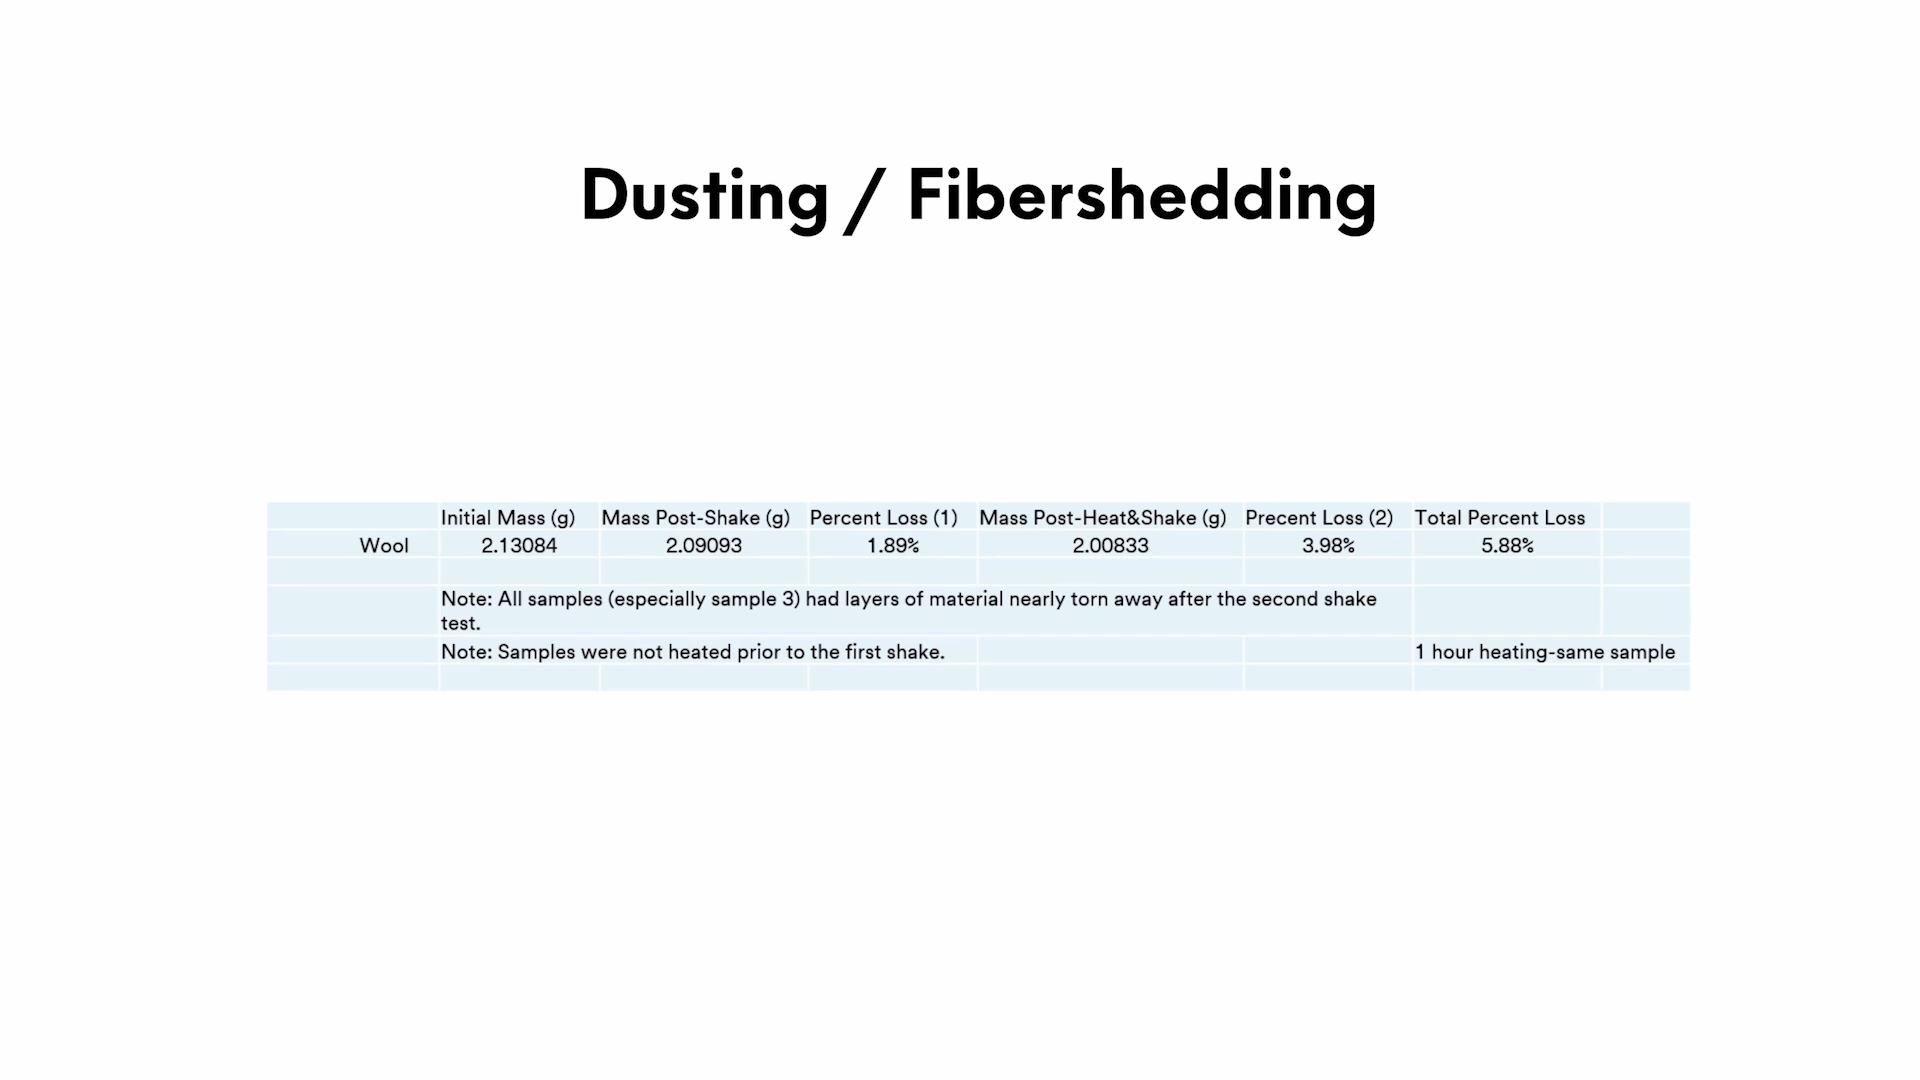 Dusting / Fibershedding
Initial Mass (g) Mass Post-Shake (g) Percent Loss (1) Mass Post-Heat&Shake (g) Precent Loss (2) Total Percent Loss
Wool 2.13084 2.09093 1.89% 2.00833 3.98% 5.88%
Note: All samples (especially sample 3) had layers of material nearly torn away after the second shake
test.
Note: Samples were not heated prior to the first shake. 1 hour heating-same sample